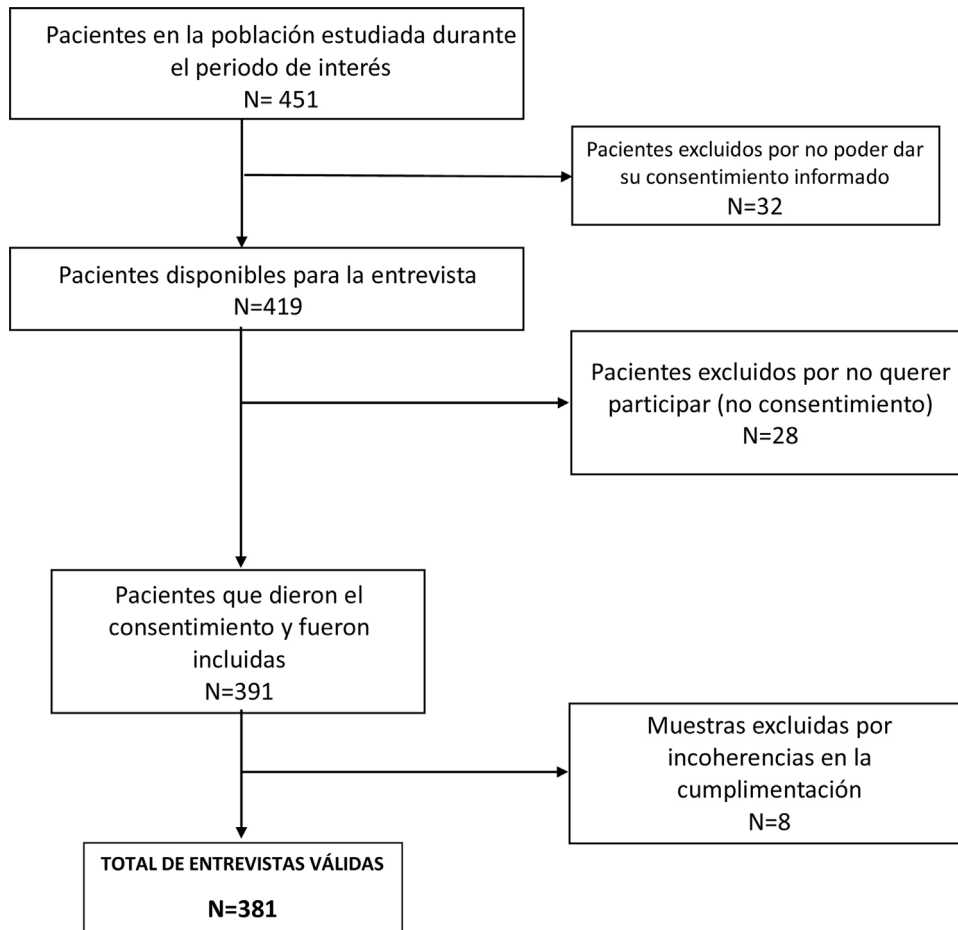 Pacientes en la población estudiada durante
el periodo de interés
N= 451
Pacientes excluidos por no poder dar
su consentimiento informado
N=32
Pacientes disponibles para la entrevista
N=419
Pacientes excluidos por no querer
participar (no consentimiento)
N=28
Pacientes que dieron el
consentimiento y fueron
incluidas
N=391
Muestras excluidas por
incoherencias en la
cumplimentación
N=8
TOTAL DE ENTREVISTAS VÁLIDAS
N=381